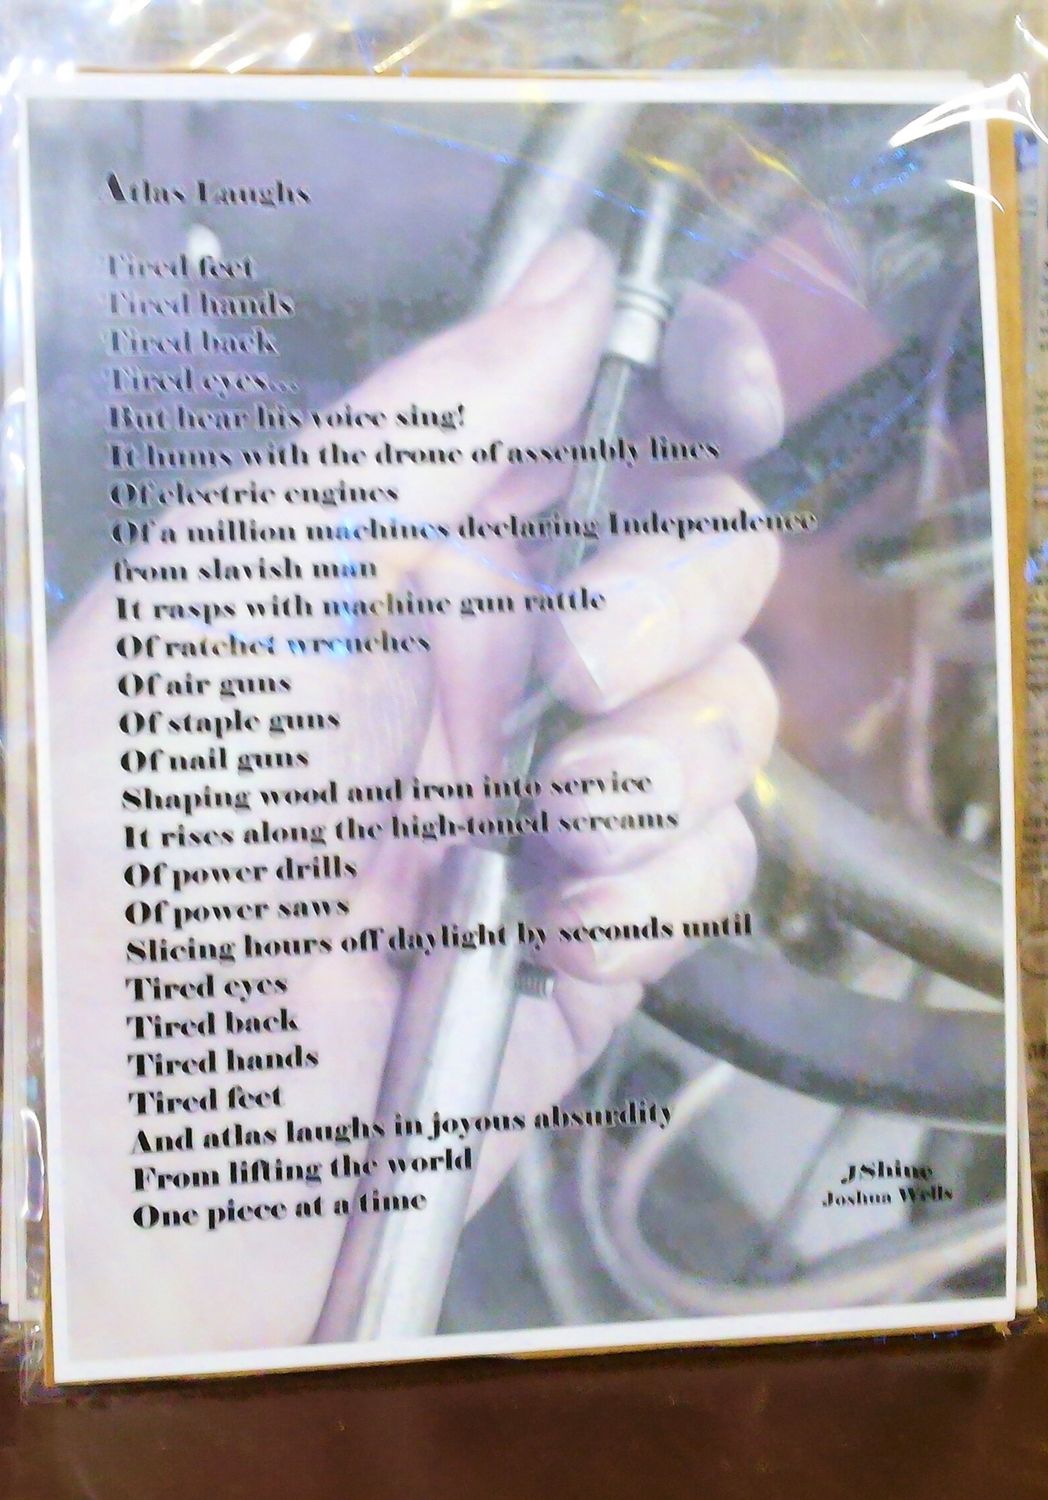 Atlas Laughs
Tired feet
Tired hands
Tired back
Tired eyes...
But hear his voice sing!
It hums with the drone of assembly lines
Of electric engines
Of a million machines declaring Independence
from slavish man
It rasps with machine gun rattle
Of ratchet wrenches
Of air guns
Of staple guns
Of nail guns
Shaping wood and iron into service
It rises along the high-toned screams
Of power drills
Of power saws
Slicing hours off daylight by seconds until
Tired eyes
Tired back
Tired hands
Tired feet
And atlas laughs in joyous absurdity
From lifting the world
One piece at a time
JShine
Joshua Wells